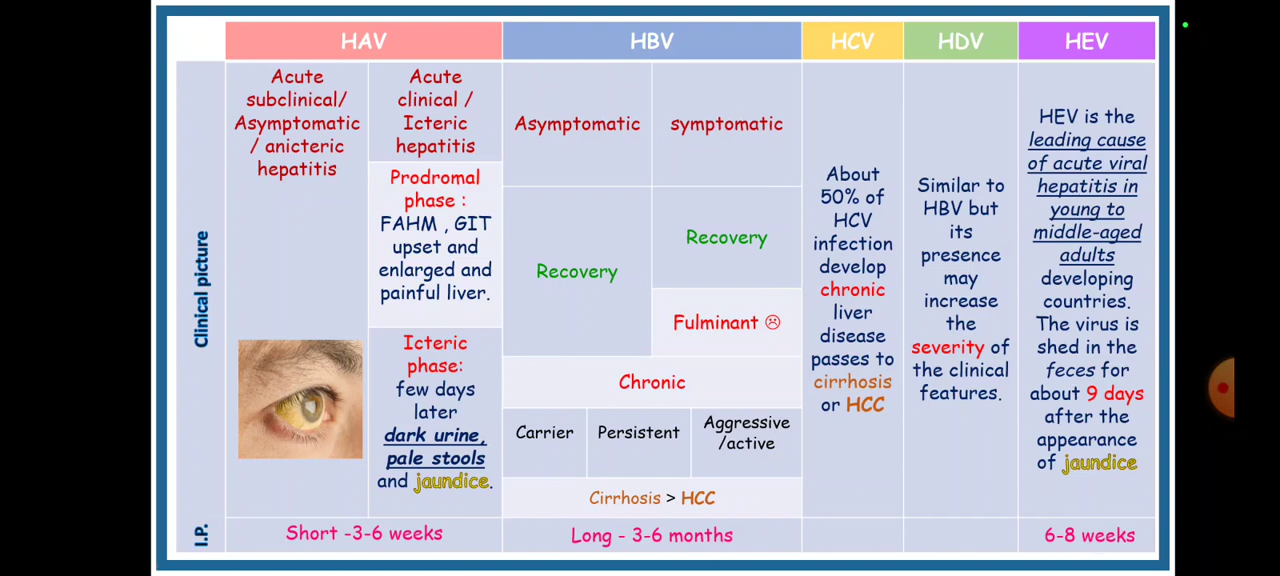 HAV
HBV
HCV
HDV
HEV
Clinical picture
Acute
subclinical/
Asymptomatic
/ anicteric
hepatitis
Acute
clinical /
Icteric
hepatitis
Prodromal
phase :
FAHM , GIT
upset and
enlarged and
painful liver.
Icteric
phase:
few days
later
dark urine,
pale stools
and jaundice.
Asymptomatic
symptomatic
Recovery
Recovery
Fulminant ☹
Chronic
Carrier
Persistent
Aggressive
/active
Cirrhosis > HCC
About
50% of
HCV
infection
develop
chronic
liver
disease
passes to
cirrhosis
or HCC
Similar to
HBV but
its
presence
may
increase
the
severity of
the clinical
features.
HEV is the
leading cause
of acute viral
hepatitis in
young to
middle-aged
adults
developing
countries.
The virus is
shed in the
feces for
about 9 days
after the
appearance
of jaundice
I.P.
Short -3-6 weeks
Long - 3-6 months
6-8 weeks